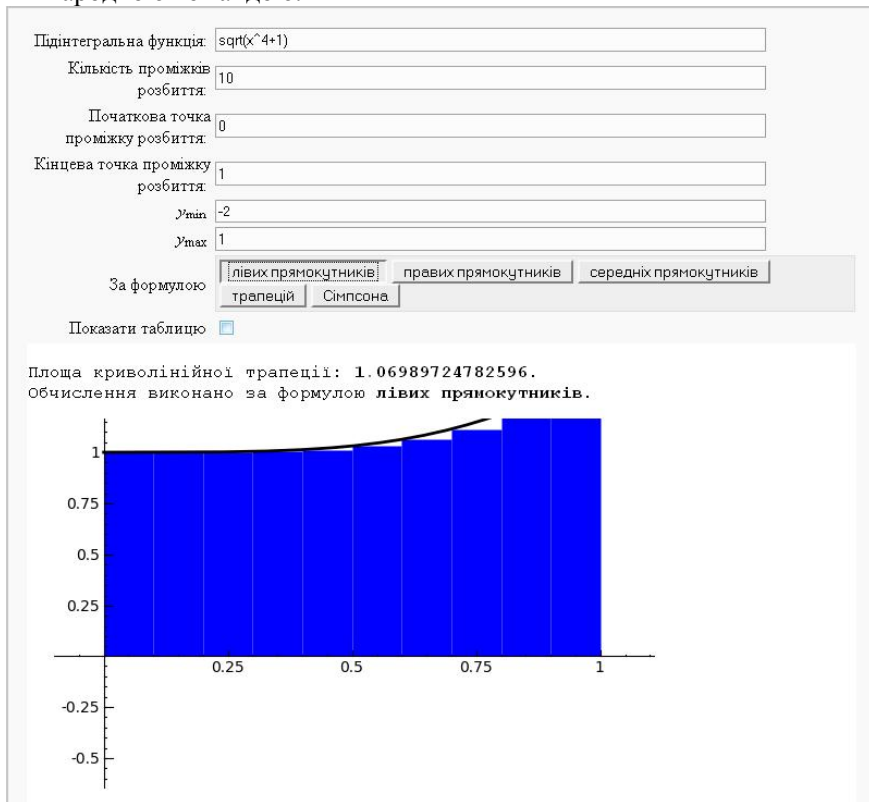 Підінтегральна функція: sqrt(x^4+1)
Кількість проміжків
розбиття: 10
Початкова точка
проміжку розбиття: 0
Кінцева точка проміжку
розбиття: 1
ymin -2
ymax 1
За формулою лівих прямокутників правих прямокутників середніх прямокутників
трапецій Сімпсона
Показати таблицю
Площа криволінійної трапеції: 1.06989724782596.
Обчислення виконано за формулою лівих прямокутників.
1
0.75
0.5
0.25
0.25 0.5 0.75 1
-0.25
-0.5